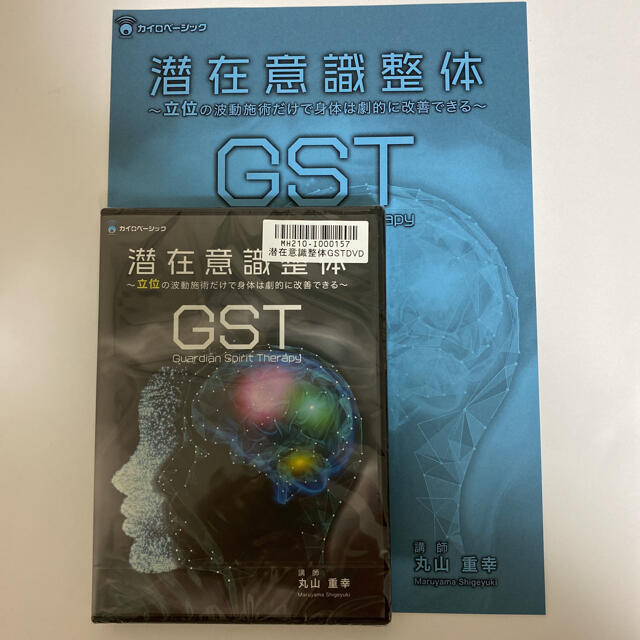 カイロベーシック
潜在意識整体
～立位の波動施術だけで身体は劇的に改善できる～
GST
apy
講師
丸山 重幸
Maruyama Shigeyuki
カイロベーシック
MH210-I000157
潜在意識整体GSTDVD
潜在意識整体
～立位の波動施術だけで身体は劇的に改善できる～
GST
Guardian Spirit Therapy
講師
丸山 重幸
Maruyama Shigeyuki